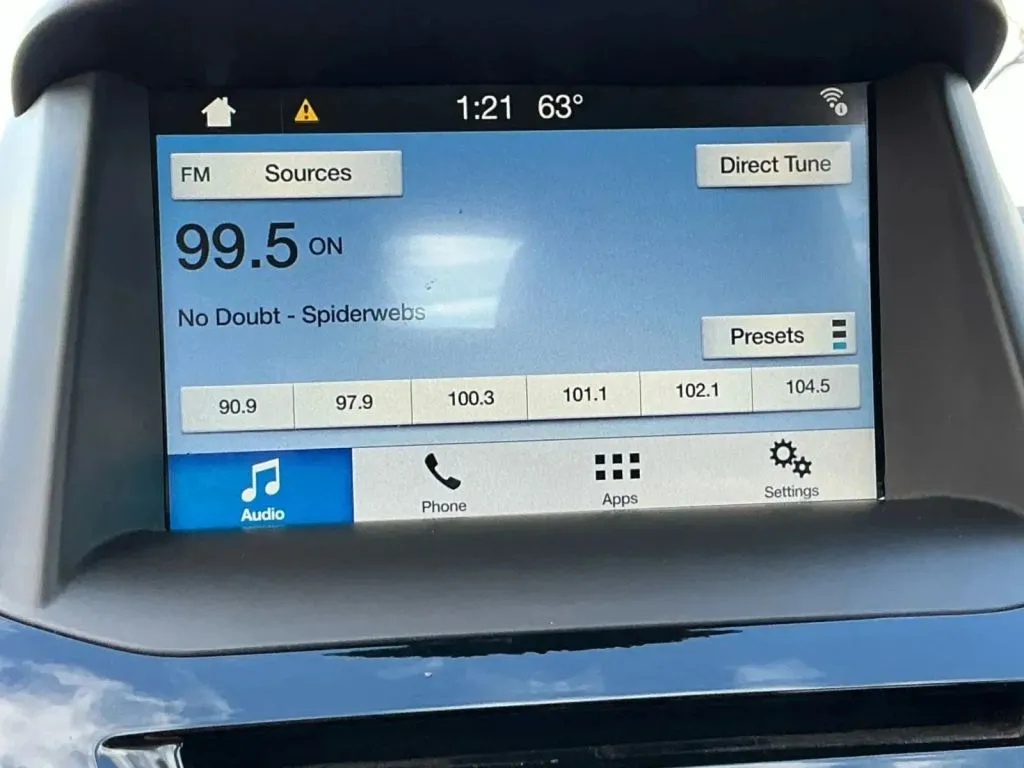 1:21 63°
FM Sources
Direct Tune
99.5 ON
No Doubt - Spiderwebs
Presets
90.9 97.9 100.3 101.1 102.1 104.5
Audio Phone Apps Settings